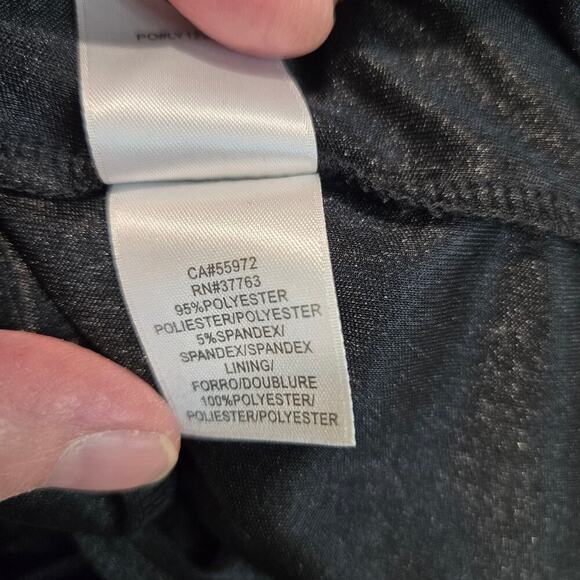 CA#55972
RN#37763
95%POLYESTER
POLIESTER/POLYESTER
5%SPANDEX/
SPANDEX/SPANDEX
LINING/
FORRO/DOUBLURE
100%POLYESTER/
POLIESTER/POLYESTER